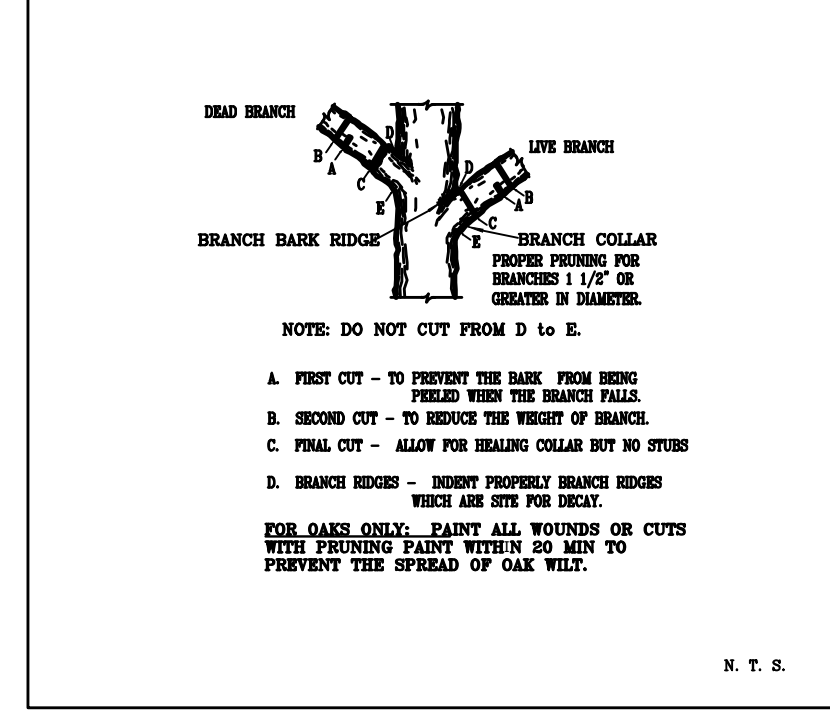 DEAD BRANCH
D
B
A
C
E
LIVE BRANCH
D
B
A
C
E
BRANCH BARK RIDGE
BRANCH COLLAR
PROPER PRUNING FOR
BRANCHES 1 1/2" OR
GREATER IN DIAMETER.
NOTE: DO NOT CUT FROM D to E.
A. FIRST CUT - TO PREVENT THE BARK FROM BEING
PEELED WHEN THE BRANCH FALLS.
B. SECOND CUT - TO REDUCE THE WEIGHT OF BRANCH.
C. FINAL CUT - ALLOW FOR HEALING COLLAR BUT NO STUBS
D. BRANCH RIDGES - INDENT PROPERLY BRANCH RIDGES
WHICH ARE SITE FOR DECAY.
FOR OAKS ONLY: PAINT ALL WOUNDS OR CUTS
WITH PRUNING PAINT WITHIN 20 MIN TO
PREVENT THE SPREAD OF OAK WILT.
N. T. S.